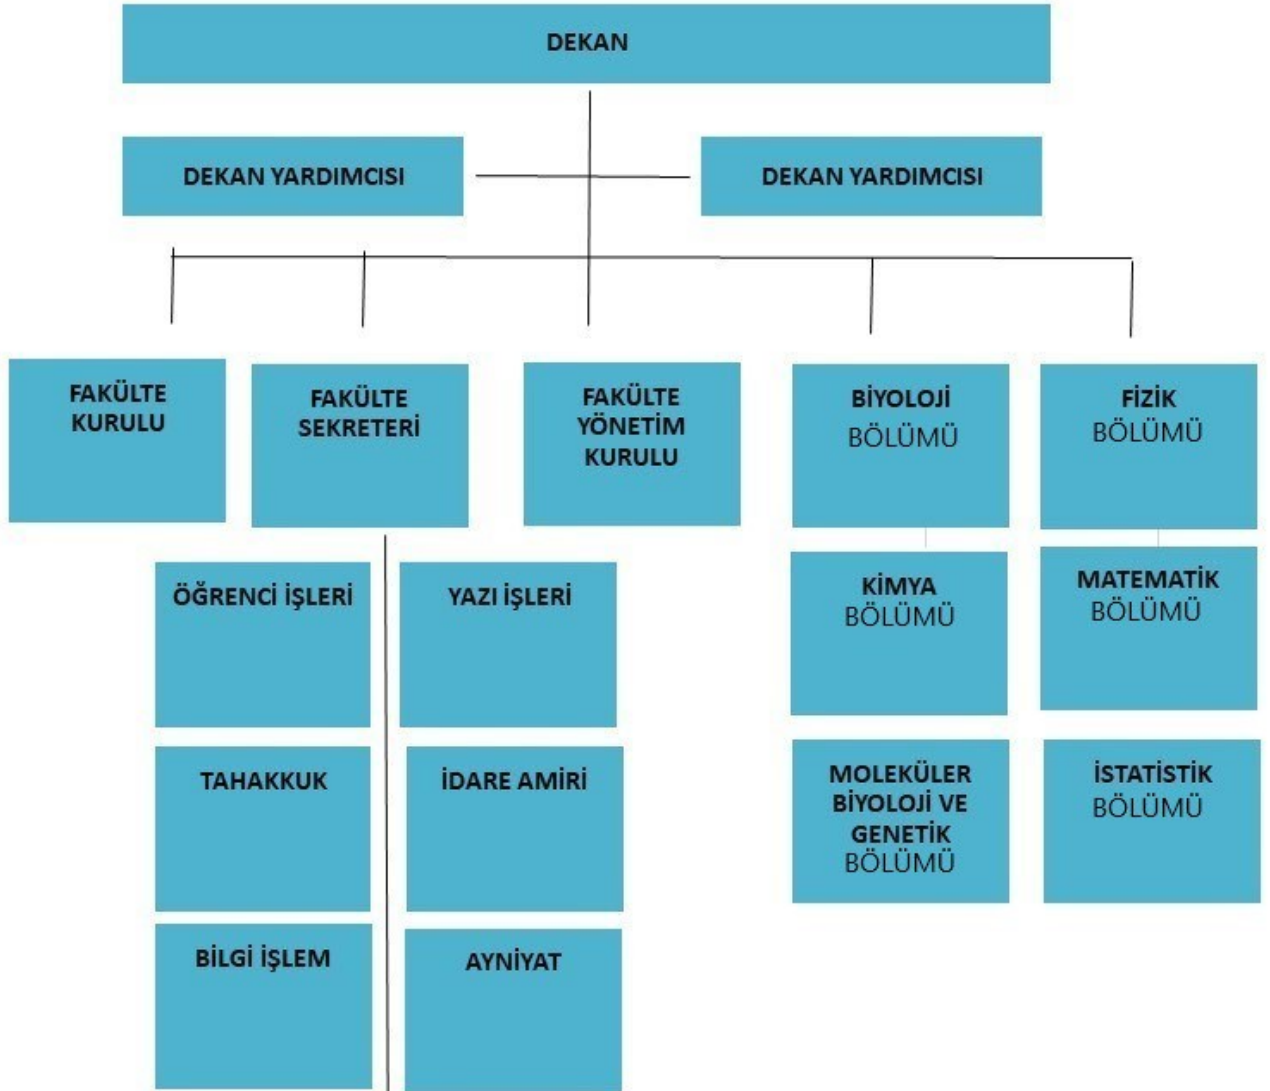 DEKAN
DEKAN YARDIMCISI
DEKAN YARDIMCISI
FAKÜLTE
KURULU
FAKÜLTE
SEKRETERİ
FAKÜLTE
YÖNETİM
KURULU
BİYOLOJİ
BÖLÜMÜ
FİZİK
BÖLÜMÜ
ÖĞRENCİ İŞLERİ
YAZI İŞLERİ
KİMYA
BÖLÜMÜ
MATEMATİK
BÖLÜMÜ
TAHAKKUK
İDARE AMİRİ
MOLEKÜLER
BİYOLOJİ VE
GENETİK
BÖLÜMÜ
İSTATİSTİK
BÖLÜMÜ
BİLGİ İŞLEM
AYNİYAT